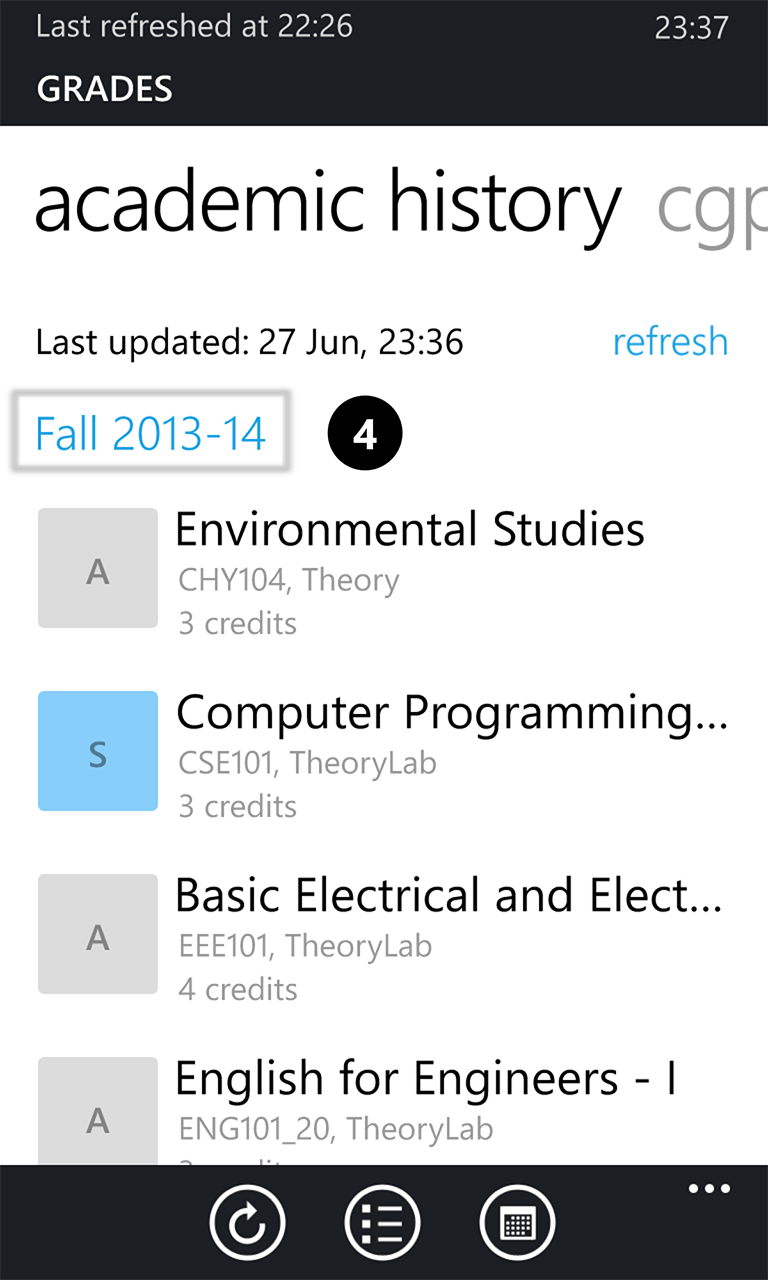 Last refreshed at 22:26 23:37
GRADES
academic history cgp
Last updated: 27 Jun, 23:36 refresh
Fall 2013-14 4
Environmental Studies
A
CHY104, Theory
3 credits
Computer Programming...
S
CSE101, TheoryLab
3 credits
Basic Electrical and Elect...
A
EEE101, TheoryLab
4 credits
English for Engineers - I
A
ENG101_20, TheoryLab